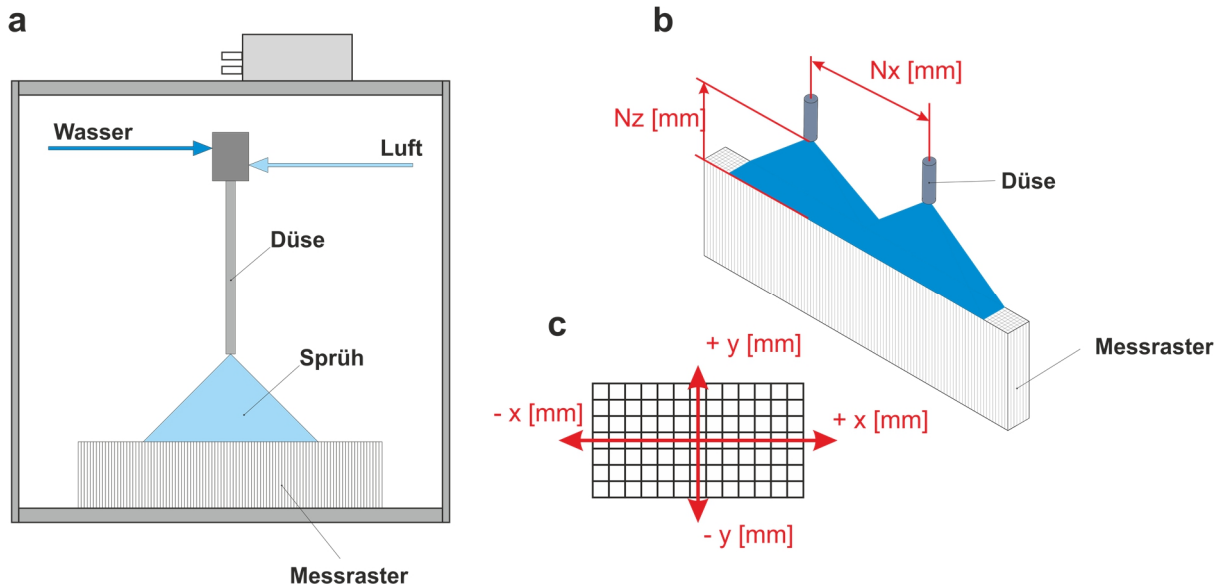 a
Wasser
Luft
Düse
Sprüh
Messraster
b
Nx [mm]
Nz [mm]
Düse
Messraster
c
+ y [mm]
- x [mm]
+ x [mm]
- y [mm]